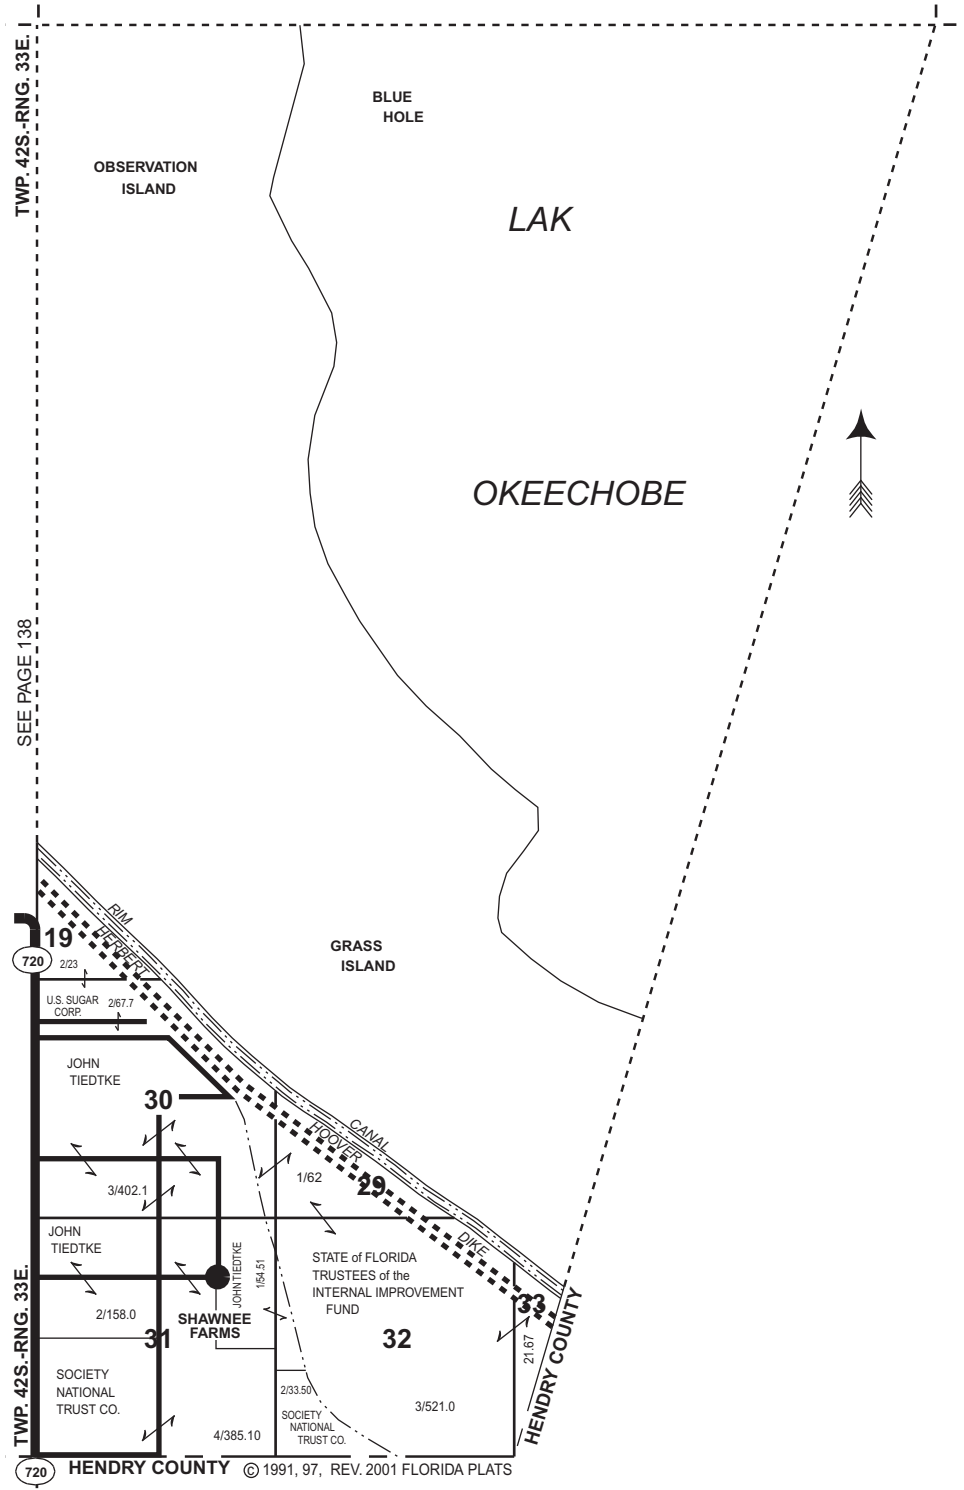 TWP. 42S.-RNG. 33E.
BLUE
HOLE
OBSERVATION
ISLAND
LAK
OKEECHOBE
SEE PAGE 138
RIM
HERBERT
19
720
2/23
GRASS
ISLAND
U.S. SUGAR
CORP.
2/67.7
JOHN
TIEDTKE
30
CANAL
HOOVER
1/62
29
3/402.1
JOHN
TIEDTKE
DIKE
JOHN TIEDTKE
1/54.51
STATE of FLORIDA
TRUSTEES of the
INTERNAL IMPROVEMENT
FUND
33
2/158.0
SHAWNEE
FARMS
31
32
21.67
HENDRY COUNTY
TWP. 42S.-RNG. 33E.
SOCIETY
NATIONAL
TRUST CO.
2/33.50
3/521.0
SOCIETY
NATIONAL
TRUST CO.
4/385.10
720
HENDRY COUNTY
© 1991, 97, REV. 2001 FLORIDA PLATS